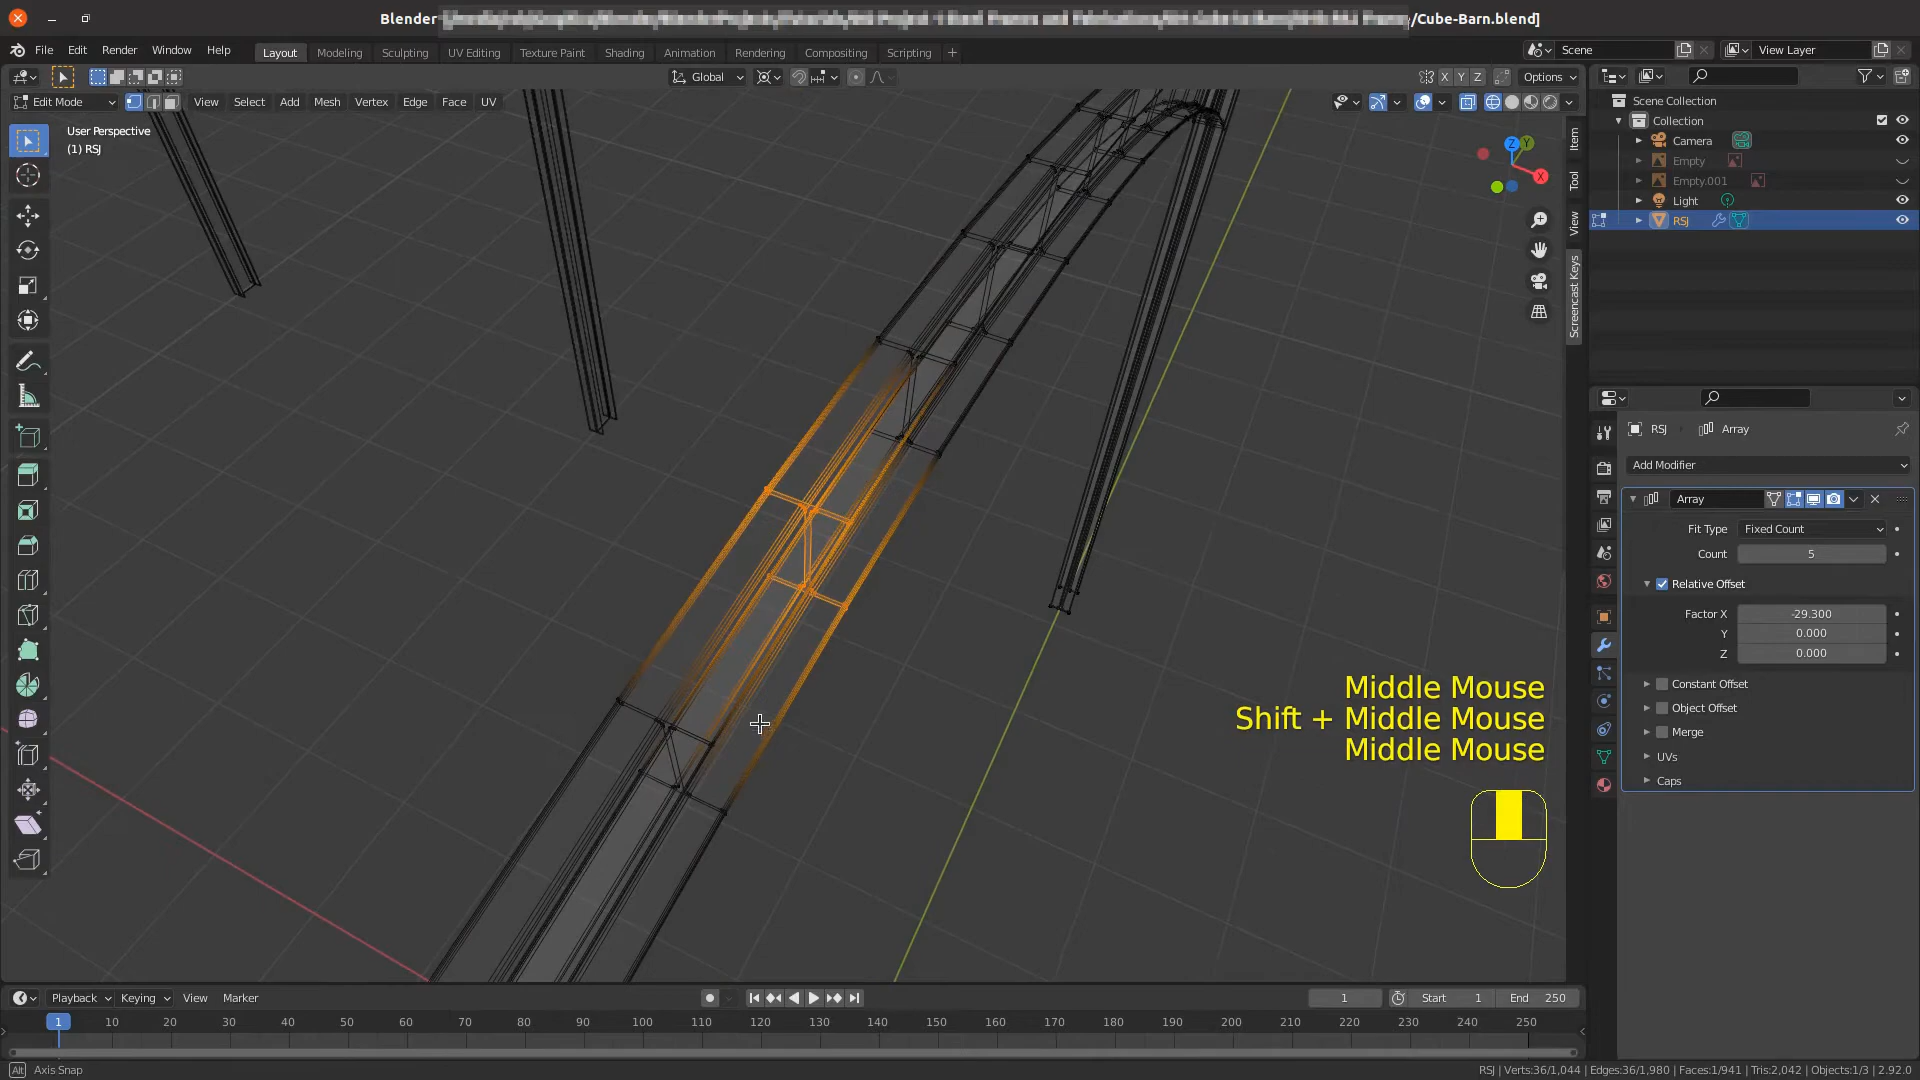 Blender
/Cube-Barn.blend]
File Edit Render Window Help
Layout Modeling Sculpting UV Editing Texture Paint Shading Animation Rendering Compositing Scripting +
Scene
View Layer
Global
X Y Z
Options
Edit Mode
View Select Add Mesh Vertex Edge Face UV
User Perspective
(1) RSJ
Z
Y
X
Item
Tool
View
Screencast Keys
Middle Mouse
Shift + Middle Mouse
Middle Mouse
Scene Collection
Collection
Camera
Empty
Empty.001
Light
RSJ
RSJ Array
Add Modifier
Array
Fit Type Fixed Count
Count 5
Relative Offset
Factor X -29.300
Y 0.000
Z 0.000
Constant Offset
Object Offset
Merge
UVs
Caps
Playback Keying View Marker
1
Start 1
End 250
1 10 20 30 40 50 60 70 80 90 100 110 120 130 140 150 160 170 180 190 200 210 220 230 240 250
Alt Axis Snap
RSJ | Verts:36/1,044 | Edges:36/1,980 | Faces:1/941 | Tris:2,042 | Objects:1/3 | 2.92.0